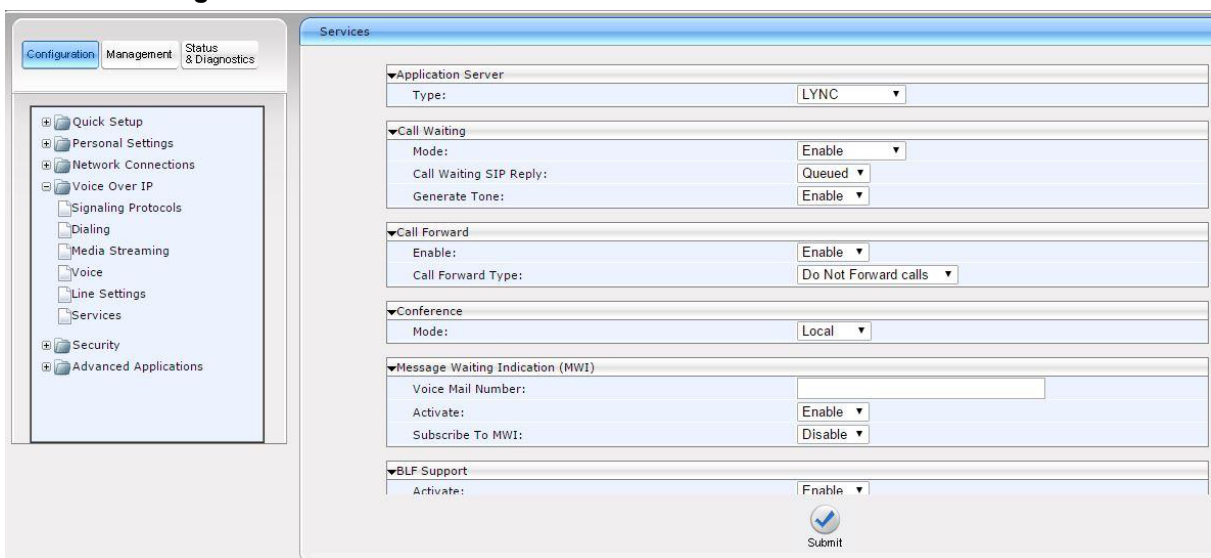 Services
Configuration Management Status & Diagnostics
Quick Setup
Personal Settings
Network Connections
Voice Over IP
Signaling Protocols
Dialing
Media Streaming
Voice
Line Settings
Services
Security
Advanced Applications
Application Server
Type: LYNC
Call Waiting
Mode: Enable
Call Waiting SIP Reply: Queued
Generate Tone: Enable
Call Forward
Enable: Enable
Call Forward Type: Do Not Forward calls
Conference
Mode: Local
Message Waiting Indication (MWI)
Voice Mail Number:
Activate: Enable
Subscribe To MWI: Disable
BLF Support
Activate: Enable
Submit